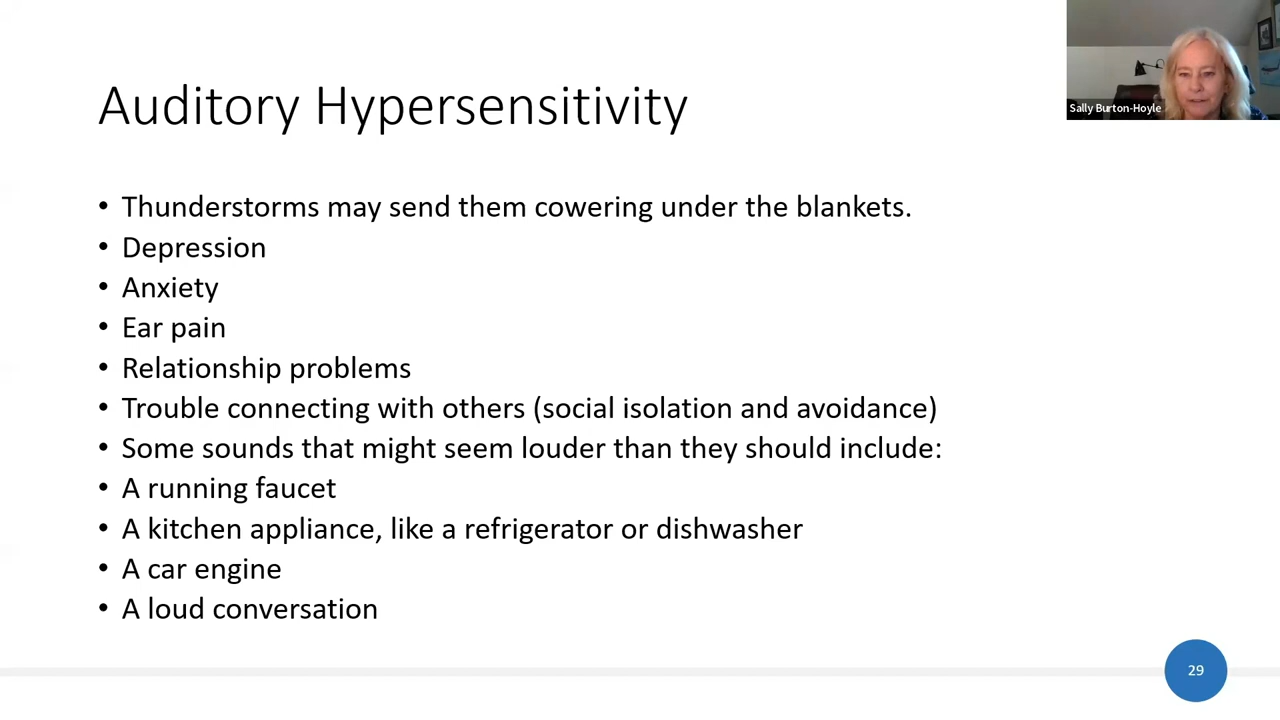 Auditory Hypersensitivity
Sally Burton-Hoyle
• Thunderstorms may send them cowering under the blankets.
• Depression
• Anxiety
• Ear pain
• Relationship problems
• Trouble connecting with others (social isolation and avoidance)
• Some sounds that might seem louder than they should include:
• A running faucet
• A kitchen appliance, like a refrigerator or dishwasher
• A car engine
• A loud conversation
29